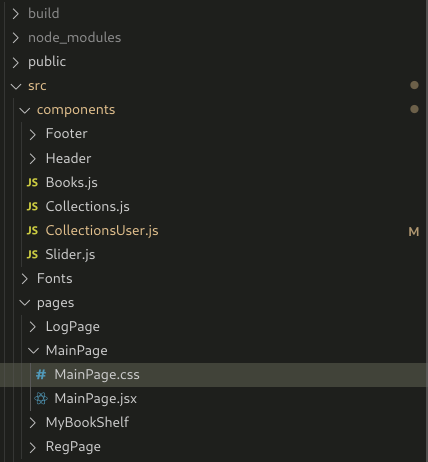 build
node_modules
public
src
components
Footer
Header
JS Books.js
JS Collections.js
JS CollectionsUser.js M
JS Slider.js
Fonts
pages
LogPage
MainPage
# MainPage.css
MainPage.jsx
MyBookShelf
RegPage